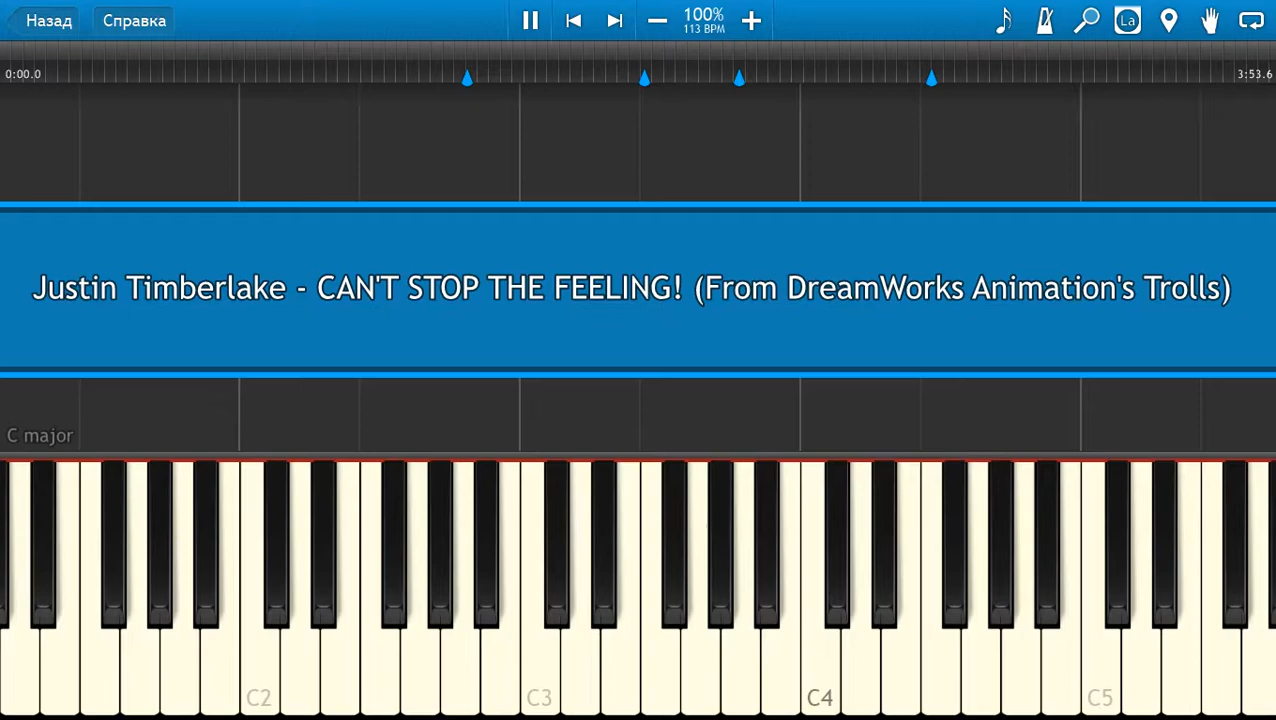 Назад Справка 100% La
113 BPM
0:00.0 3:53.6
Justin Timberlake - CAN'T STOP THE FEELING! (From DreamWorks Animation's Trolls)
C major
C2 C3 C4 C5